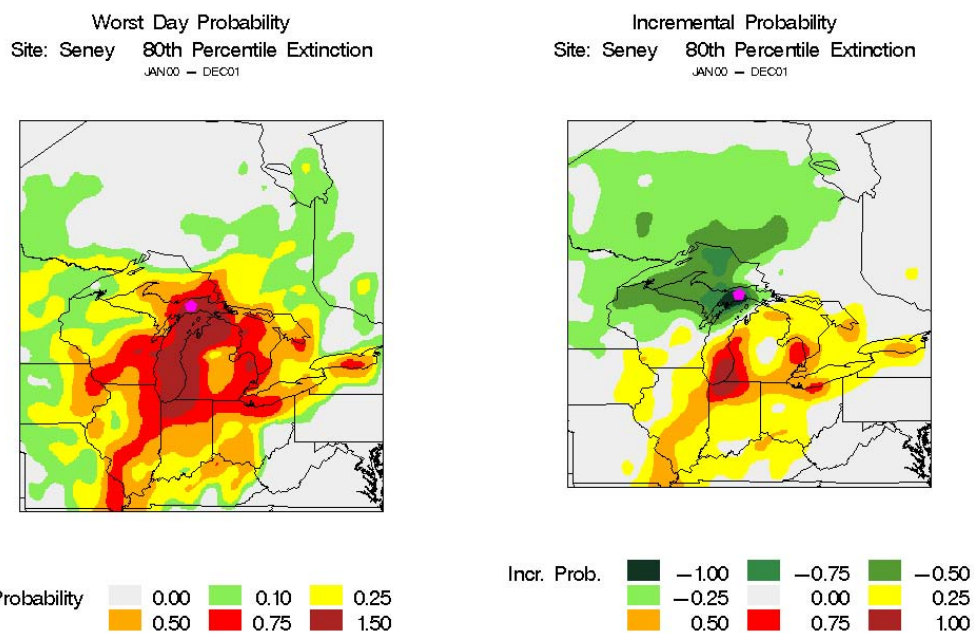 Worst Day Probability
Site: Seney 80th Percentile Extinction
JAN00 – DEC01
robability 0.00 0.10 0.25
0.50 0.75 1.50
Incremental Probability
Site: Seney 80th Percentile Extinction
JAN00 – DEC01
Incr. Prob. –1.00 –0.75 –0.50
–0.25 0.00 0.25
0.50 0.75 1.00